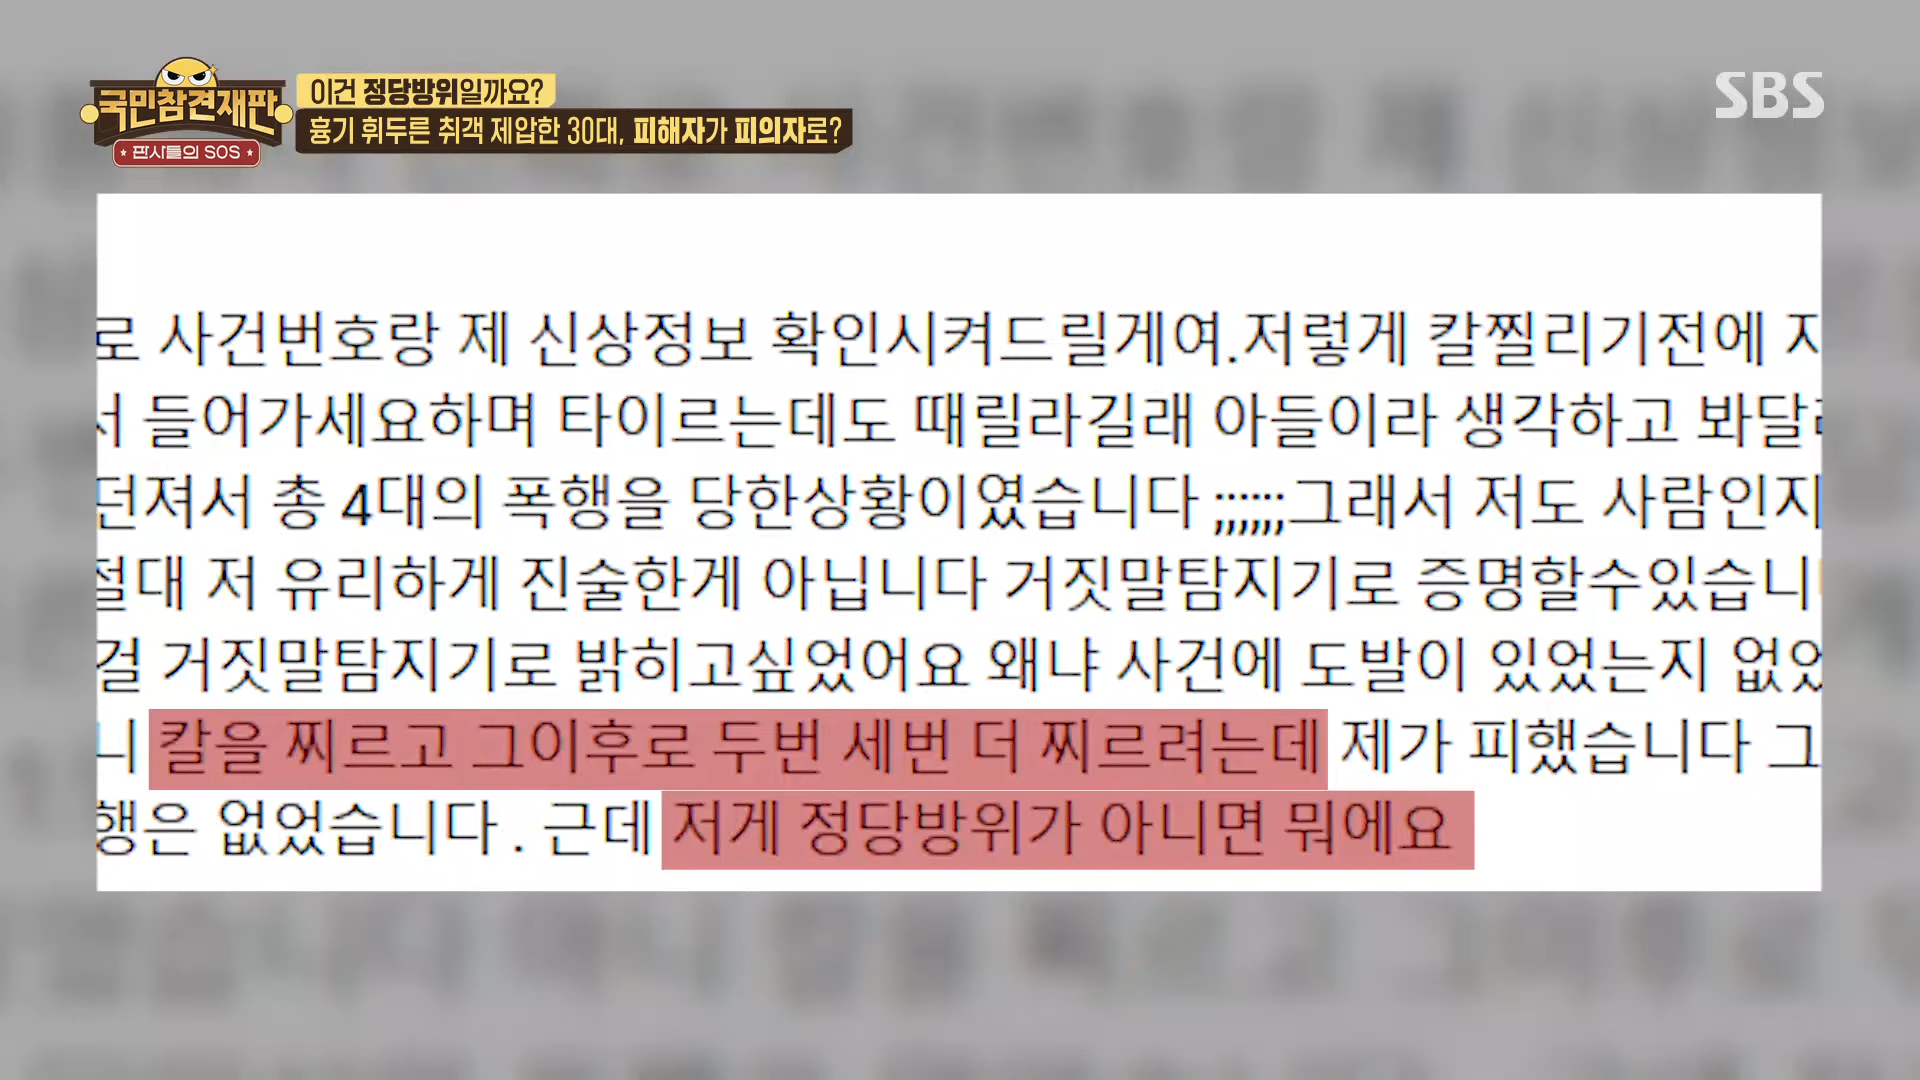 국민참견재판
판사들의 SOS
이건 정당방위일까요?
흉기 휘두른 취객 제압한 30대, 피해자가 피의자로?
SBS
로 사건번호랑 제 신상정보 확인시켜드릴게여.저렇게 칼찔리기전에
서 들어가세요하며 타이르는데도 때릴라길래 아들이라 생각하고 봐달
던져서 총 4대의 폭행을 당한상황이였습니다 ;;;;;;그래서 저도 사람인지
절대 저 유리하게 진술한게 아닙니다 거짓말탐지기로 증명할수있습니
걸 거짓말탐지기로 밝히고싶었어요 왜냐 사건에 도발이 있었는지 없었
니 칼을 찌르고 그이후로 두번 세번 더 찌르려는데 제가 피했습니다 그
행은 없었습니다 . 근데 저게 정당방위가 아니면 뭐에요